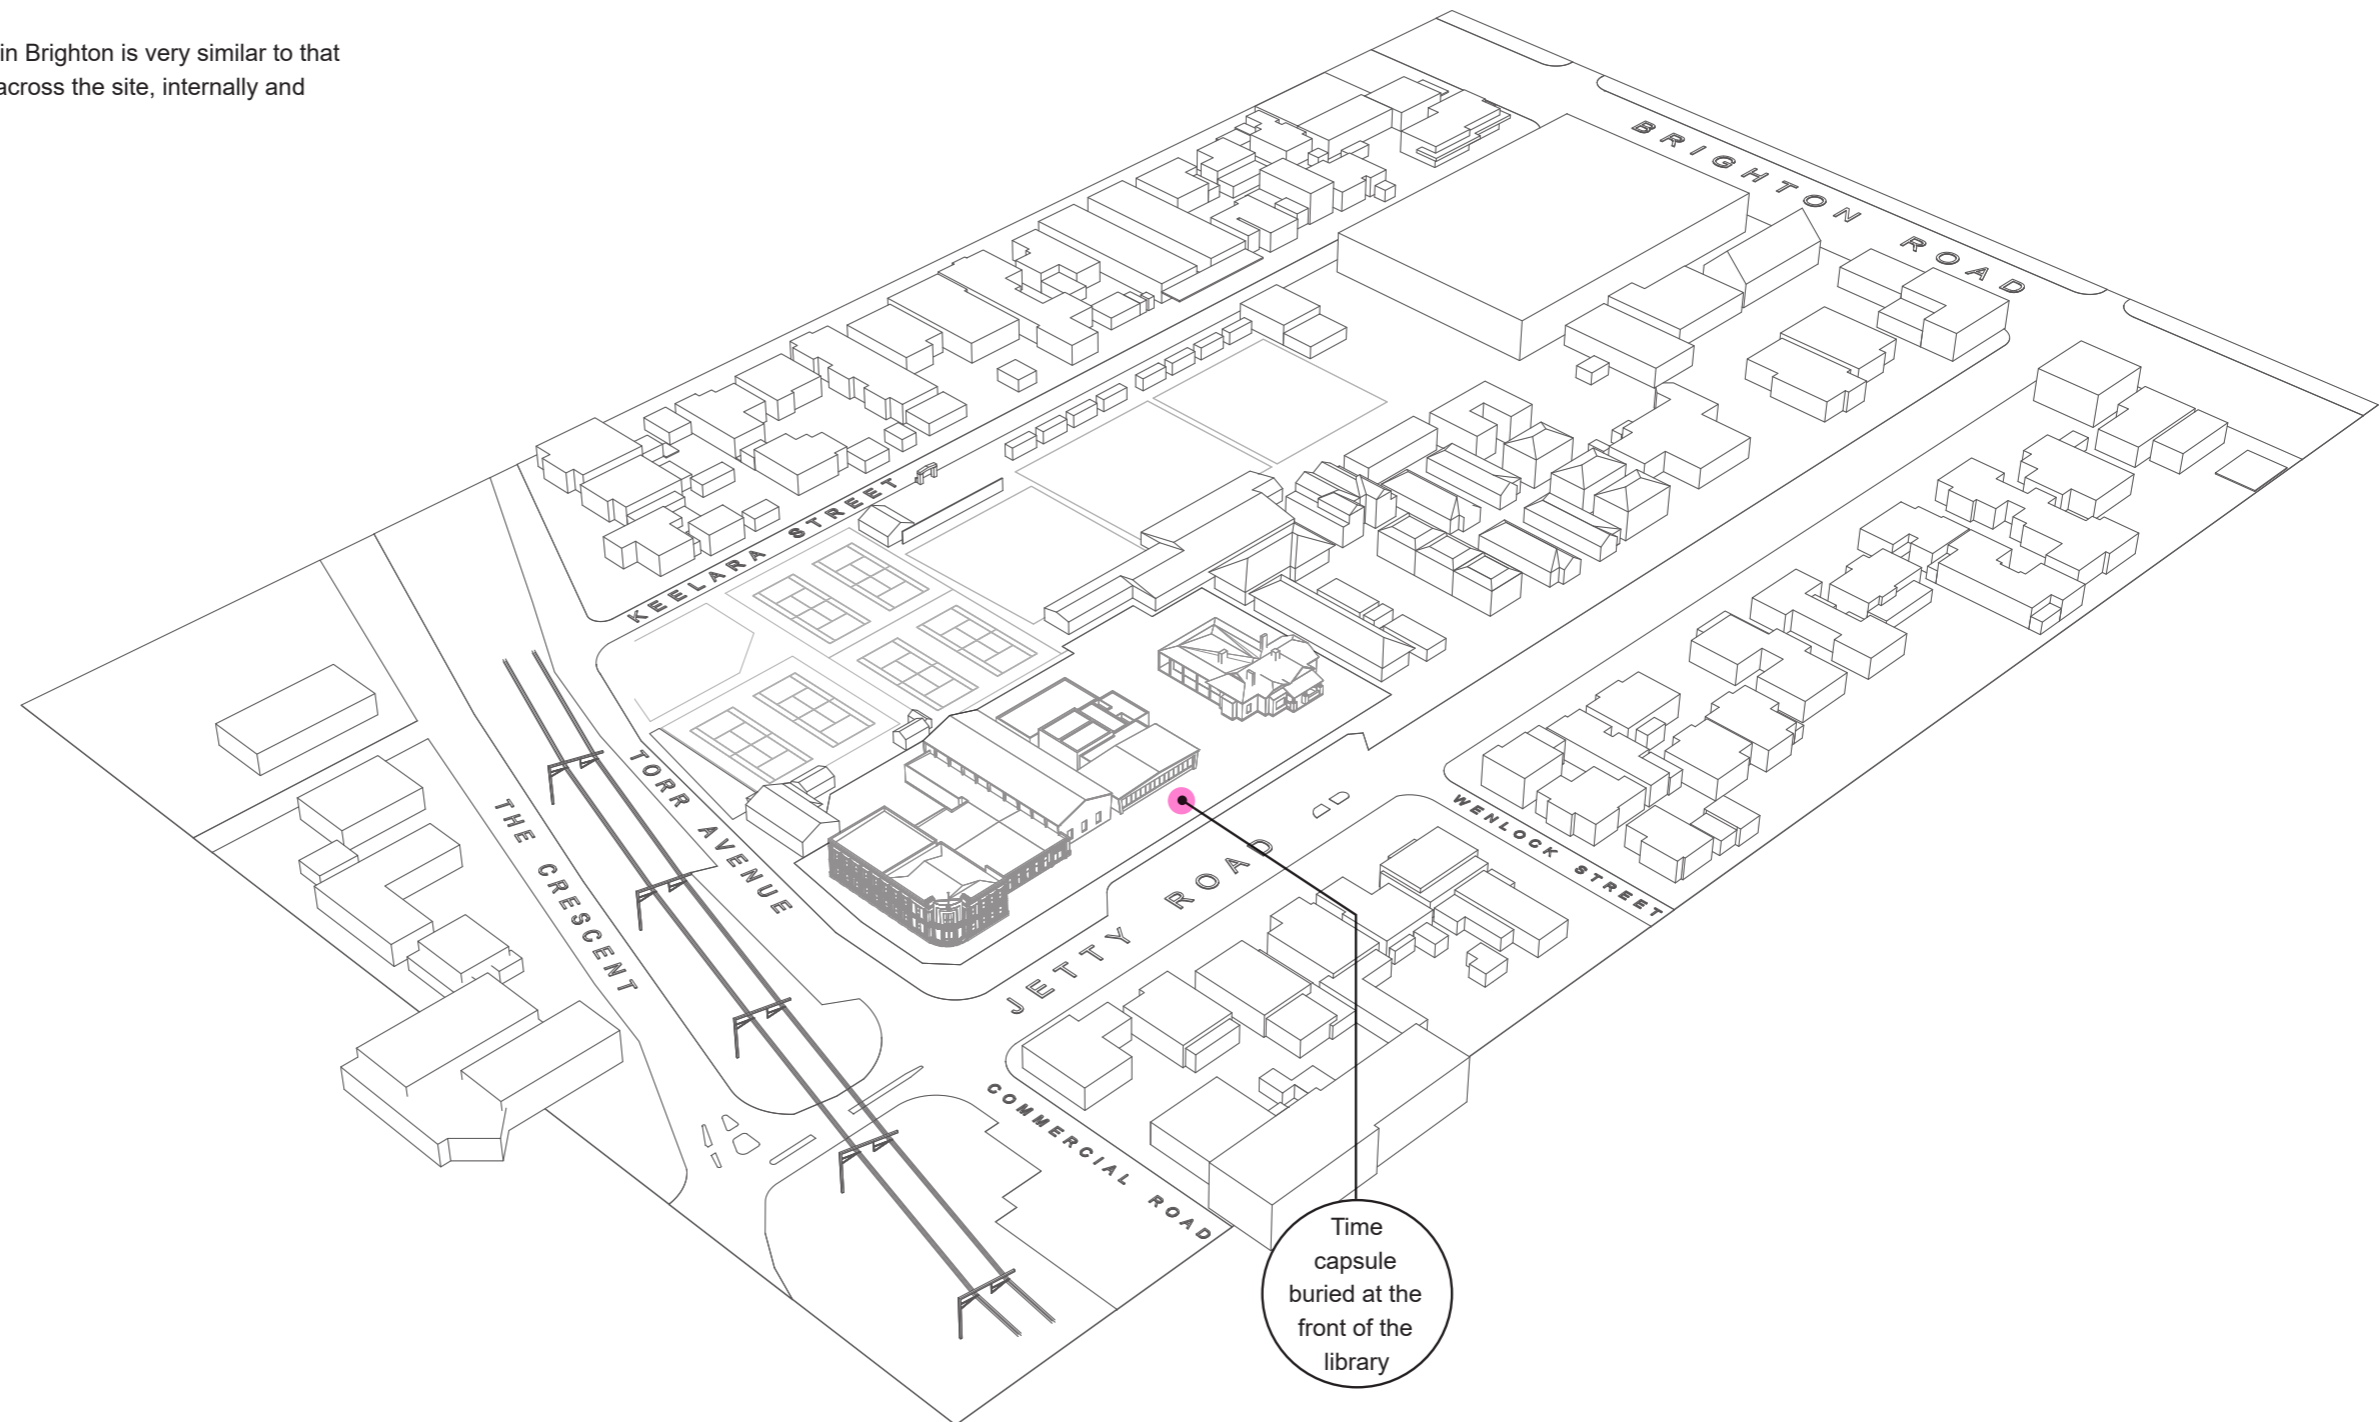 in Brighton is very similar to that
across the site, internally and
BRIGHTON ROAD
KEELARA STREET
TORR AVENUE
THE CRESCENT
WENLOCK STREET
JETTY ROAD
COMMERCIAL ROAD
Time
capsule
buried at the
front of the
library